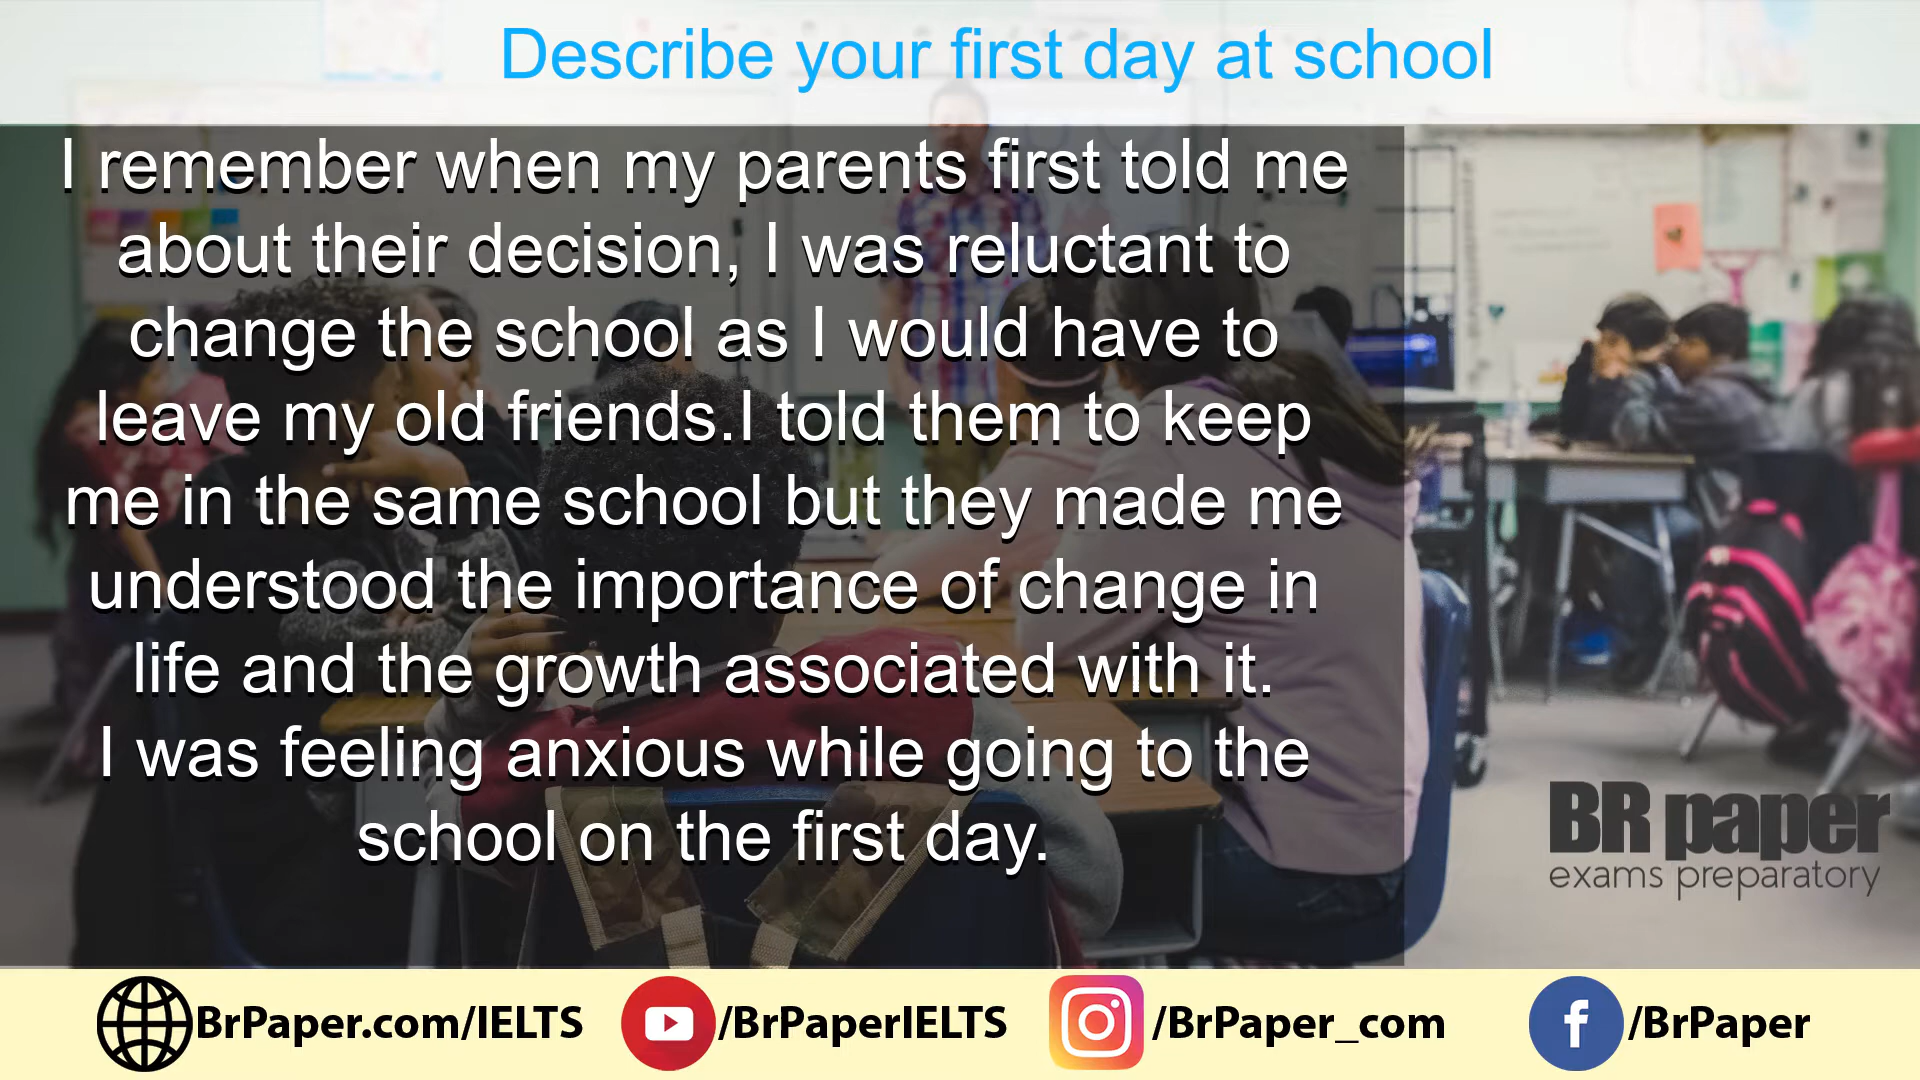 Describe your first day at school
I remember when my parents first told me
about their decision, I was reluctant to
change the school as I would have to
leave my old friends.I told them to keep
me in the same school but they made me
understood the importance of change in
life and the growth associated with it.
I was feeling anxious while going to the
school on the first day.
BR paper
exams preparatory
BrPaper.com/IELTS /BrPaperIELTS /BrPaper_com /BrPaper